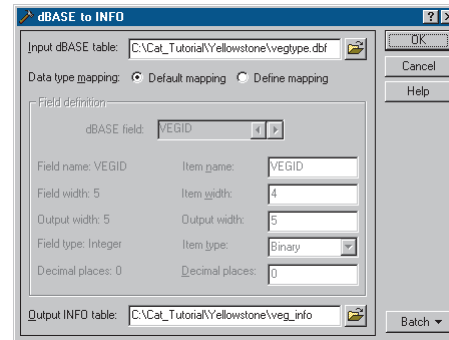 dBASE to INFO
Input dBASE table: C:\Cat_Tutorial\Yellowstone\vegtype.dbf
OK
Data type mapping: Default mapping Define mapping
Cancel
Help
Field definition
dBASE field: VEGID
Field name: VEGID Item name: VEGID
Field width: 5 Item width: 4
Output width: 5 Output width: 5
Field type: Integer Item type: Binary
Decimal places: 0 Decimal places: 0
Output INFO table: C:\Cat_Tutorial\Yellowstone\veg_info
Batch